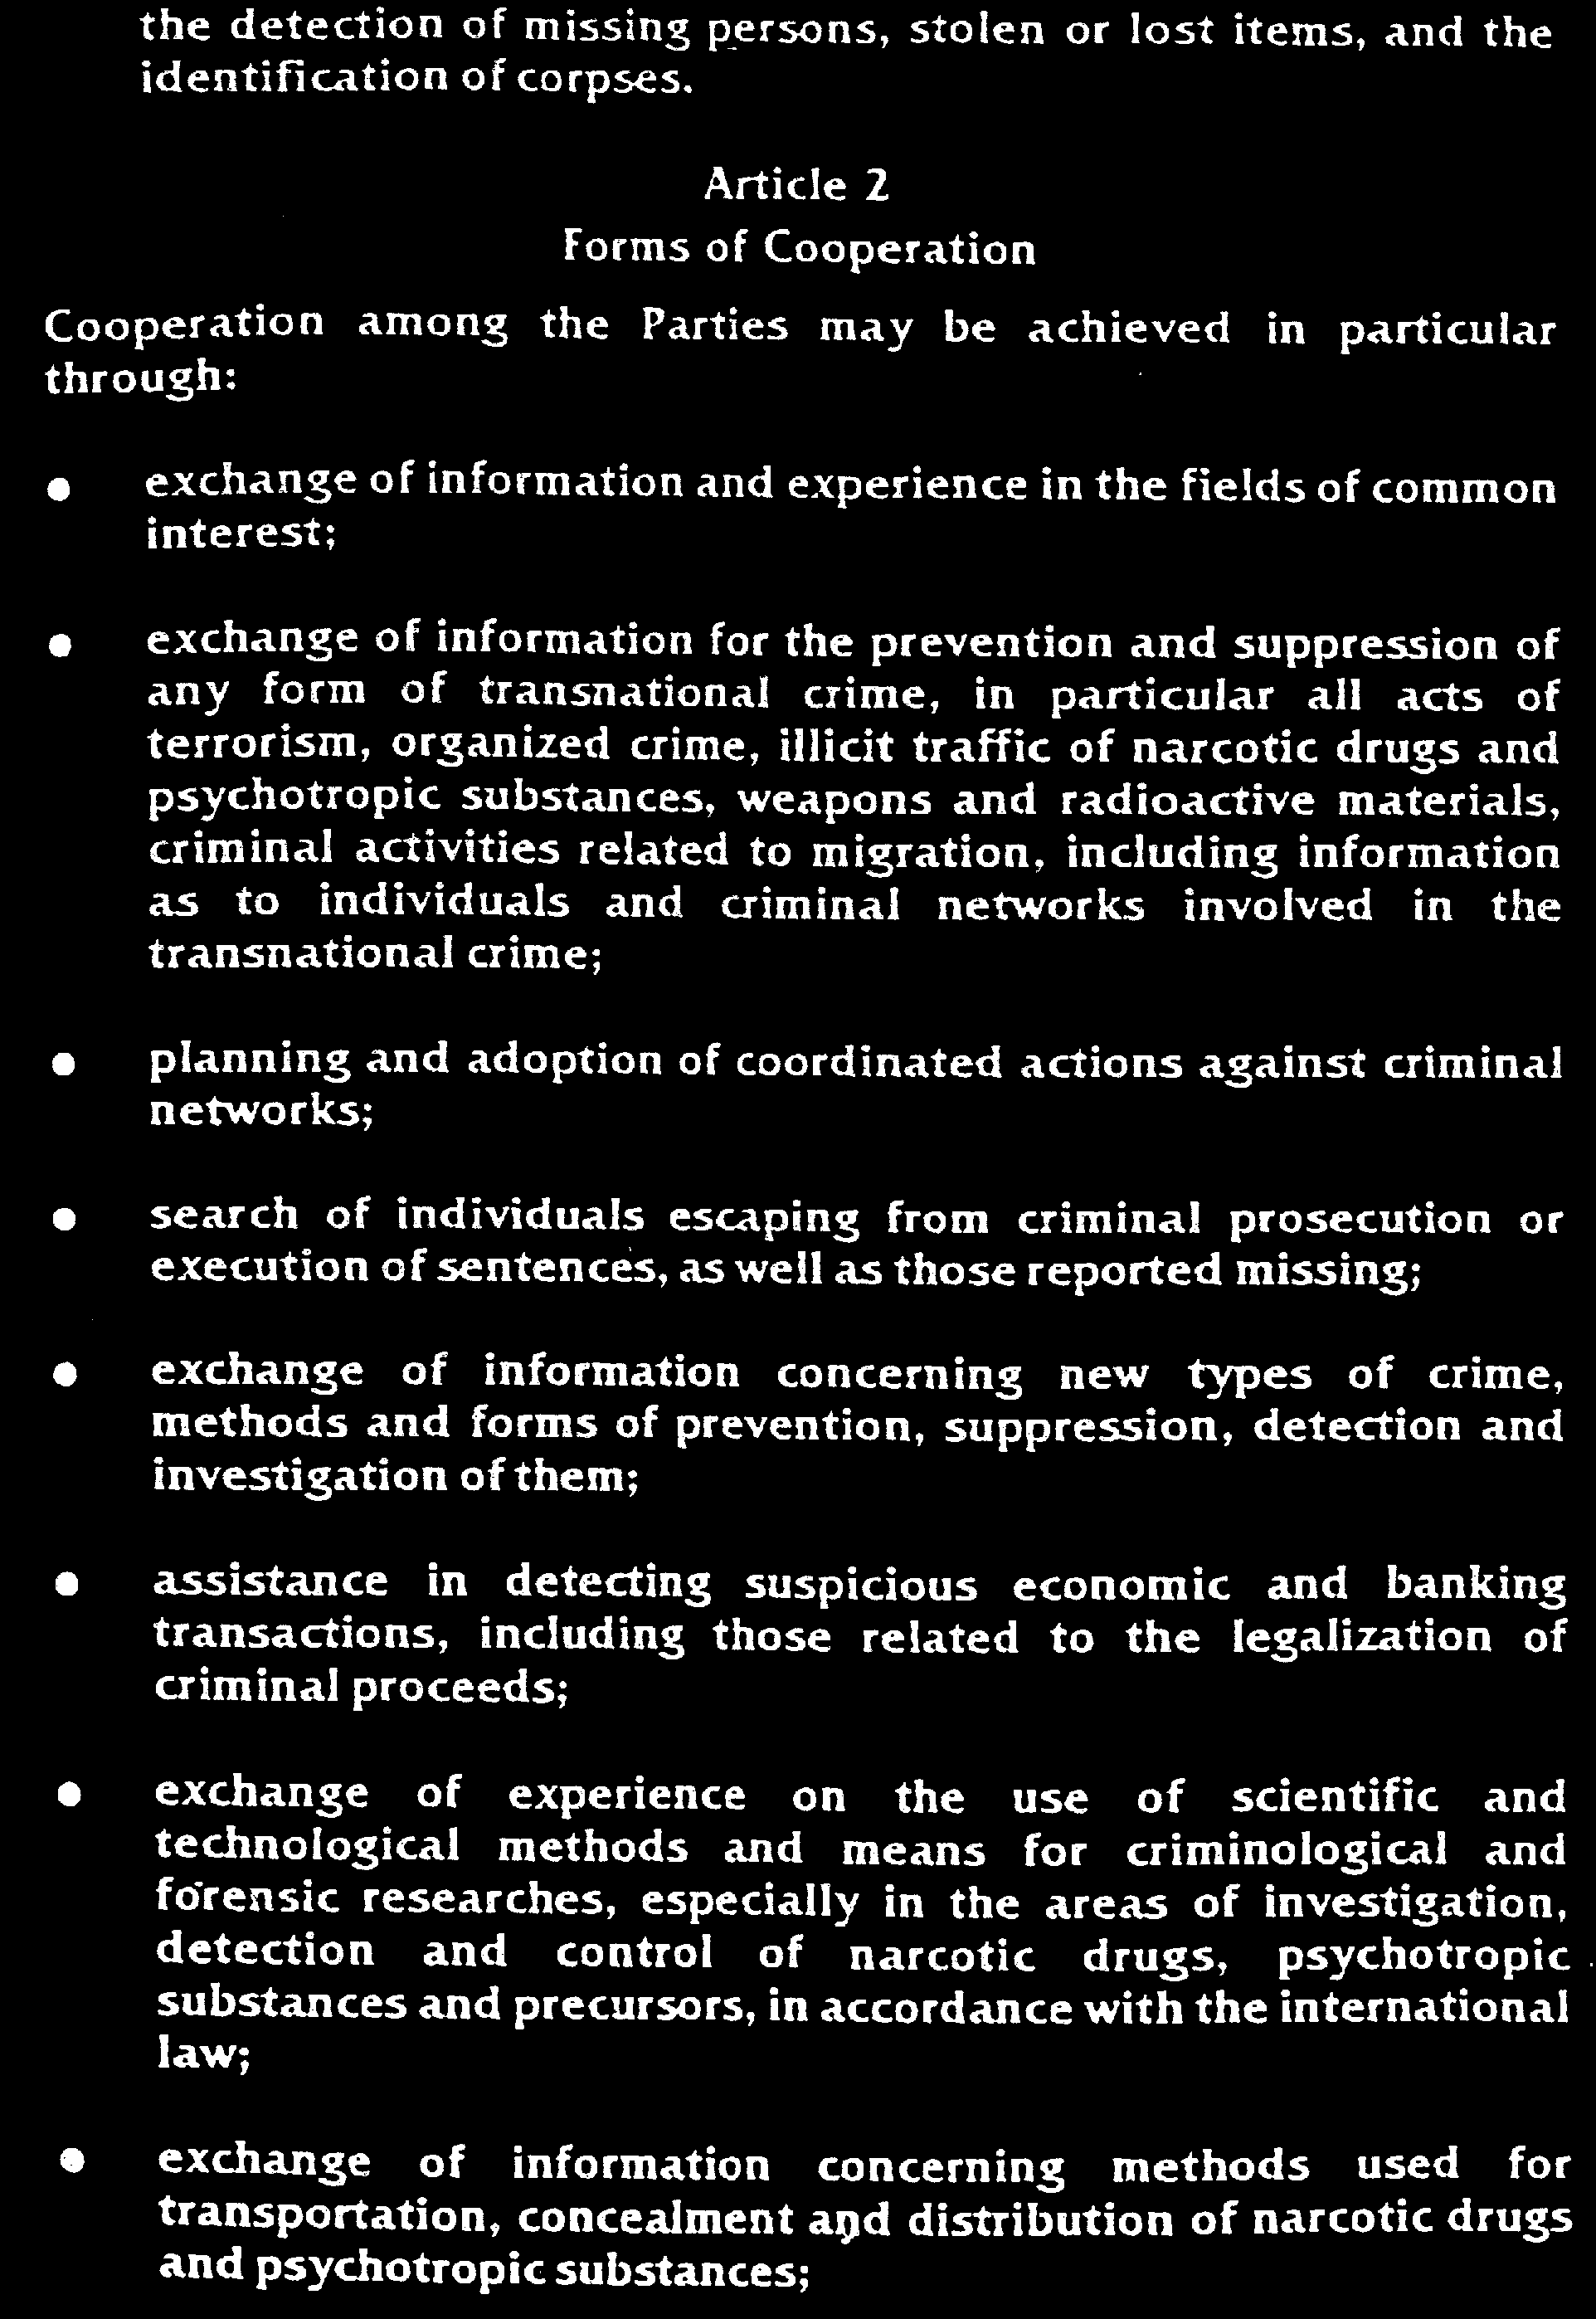 the detection of missing persons, stolen or lost items, and the
identification of corpses.
Article 2
Forms of Cooperation
Cooperation among the Parties may be achieved in particular
through:
● exchange of information and experience in the fields of common
interest;
● exchange of information for the prevention and suppression of
any form of transnational crime, in particular all acts of
terrorism, organized crime, illicit traffic of narcotic drugs and
psychotropic substances, weapons and radioactive materials,
criminal activities related to migration, including information
as to individuals and criminal networks involved in the
transnational crime;
● planning and adoption of coordinated actions against criminal
networks;
● search of individuals escaping from criminal prosecution or
execution of sentences, as well as those reported missing;
● exchange of information concerning new types of crime,
methods and forms of prevention, suppression, detection and
investigation of them;
● assistance in detecting suspicious economic and banking
transactions, including those related to the legalization of
criminal proceeds;
● exchange of experience on the use of scientific and
technological methods and means for criminological and
forensic researches, especially in the areas of investigation,
detection and control of narcotic drugs, psychotropic
substances and precursors, in accordance with the international
law;
● exchange of information concerning methods used for
transportation, concealment and distribution of narcotic drugs
and psychotropic substances;